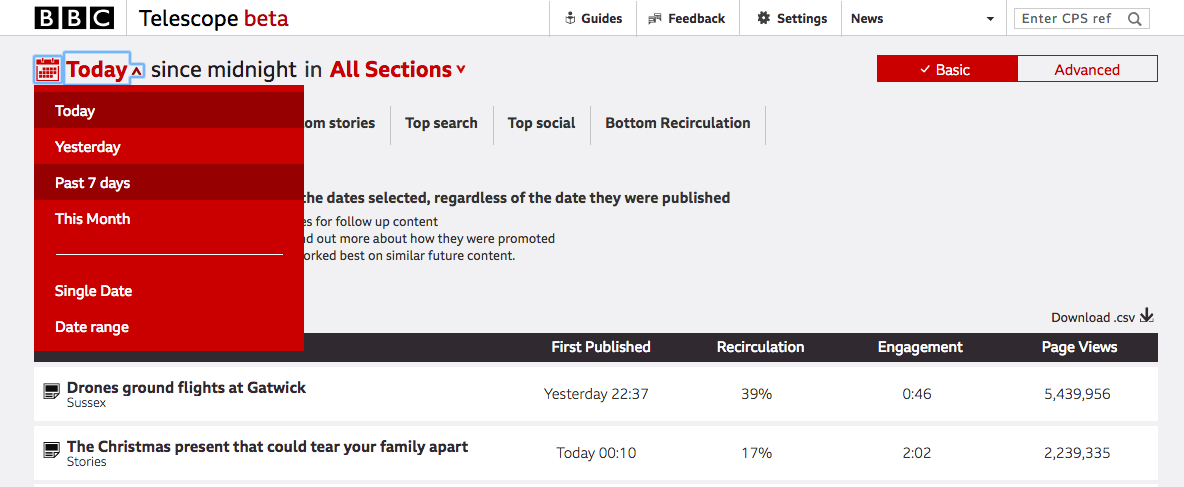 BBC Telescope beta Guides Feedback Settings News Enter CPS ref
Today since midnight in All Sections Basic Advanced
Today
Yesterday
Past 7 days
This Month
Single Date
Date range
stories Top search Top social Bottom Recirculation
the dates selected, regardless of the date they were published
for follow up content
out more about how they were promoted
best on similar future content.
Download .csv
First Published Recirculation Engagement Page Views
Drones ground flights at Gatwick Yesterday 22:37 39% 0:46 5,439,956
Sussex
The Christmas present that could tear your family apart Today 00:10 17% 2:02 2,239,335
Stories